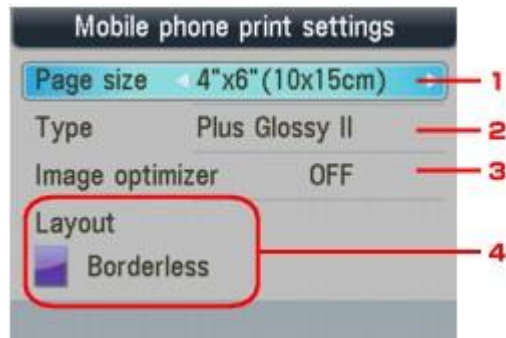 Mobile phone print settings
Page size 4"x6"(10x15cm) 1
Type Plus Glossy II 2
Image optimizer OFF 3
Layout
Borderless 4